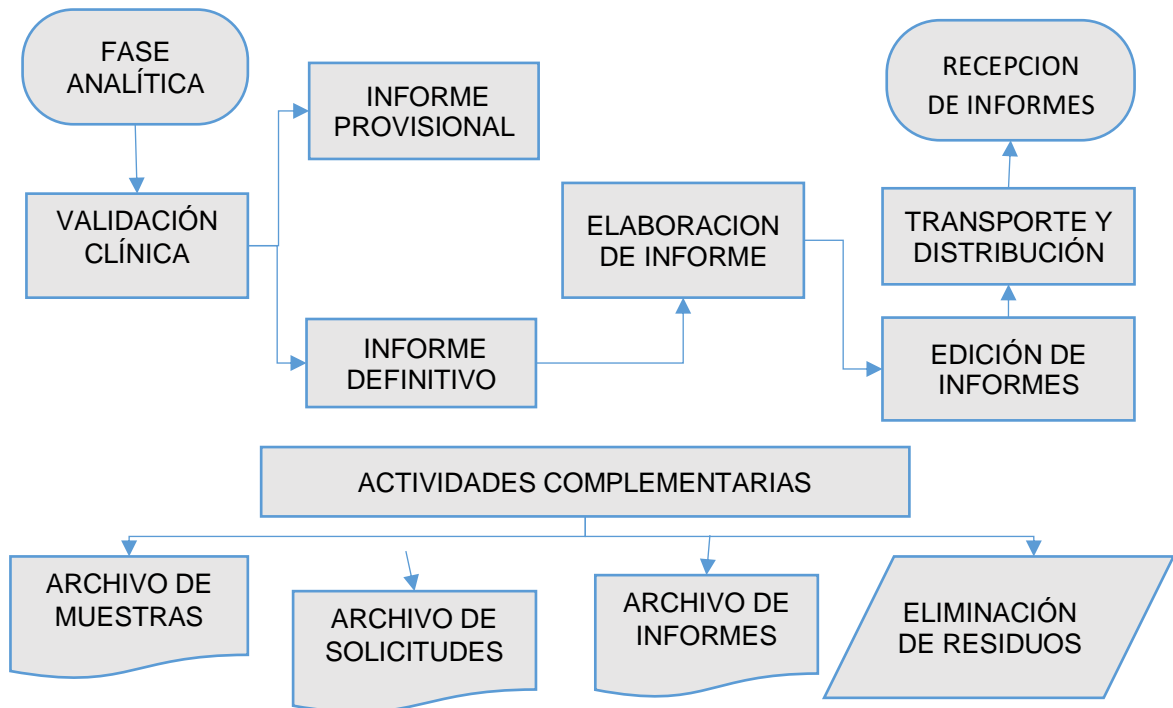 FASE
ANALÍTICA
INFORME
PROVISIONAL
RECEPCION
DE INFORMES
VALIDACIÓN
CLÍNICA
ELABORACION
DE INFORME
TRANSPORTE Y
DISTRIBUCIÓN
INFORME
DEFINITIVO
EDICIÓN DE
INFORMES
ACTIVIDADES COMPLEMENTARIAS
ARCHIVO DE
MUESTRAS
ARCHIVO DE
SOLICITUDES
ARCHIVO DE
INFORMES
ELIMINACIÓN
DE RESIDUOS